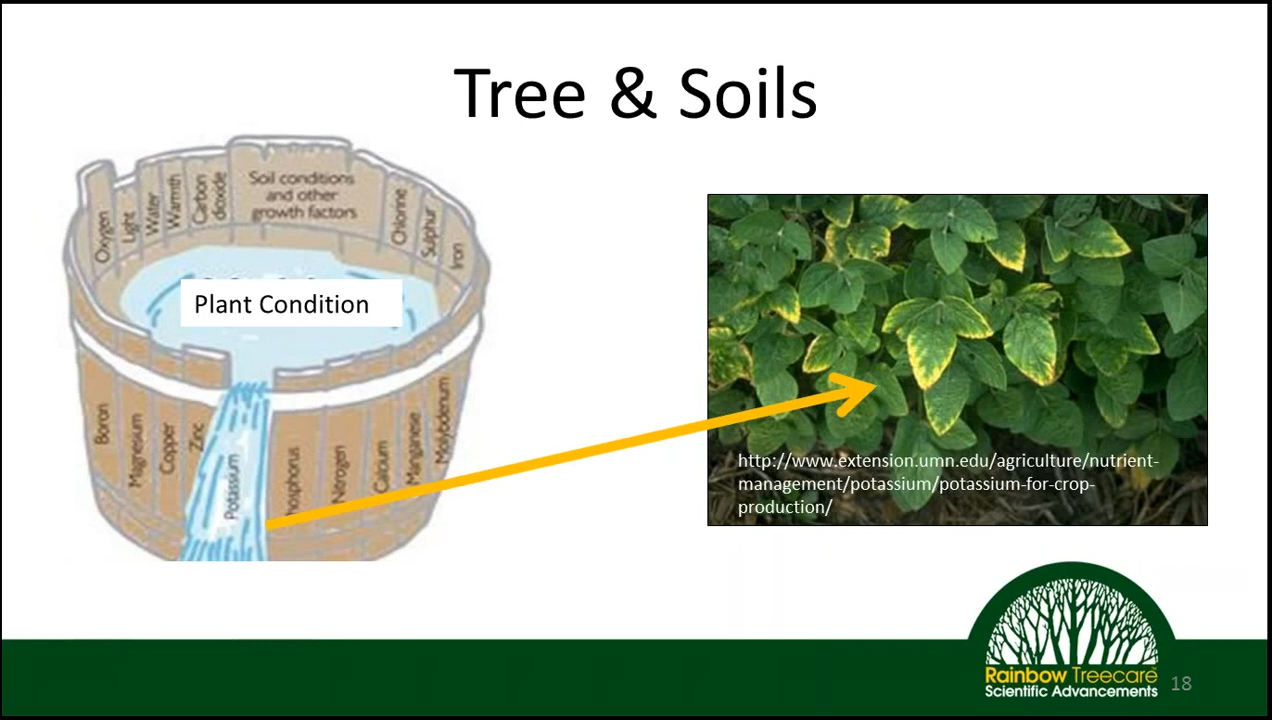 Tree & Soils
Oxygen
Light
Water
Warmth
Carbon
dioxide
Soil conditions
and other
growth factors
Chlorine
Sulphur
Iron
Plant Condition
Boron
Magnesium
Copper
Zinc
Potassium
hosphorus
Nitrogen
Calcium
Manganese
Molybdenum
http://www.extension.umn.edu/agriculture/nutrient-
management/potassium/potassium-for-crop-
production/
Rainbow Treecare
Scientific Advancements
18